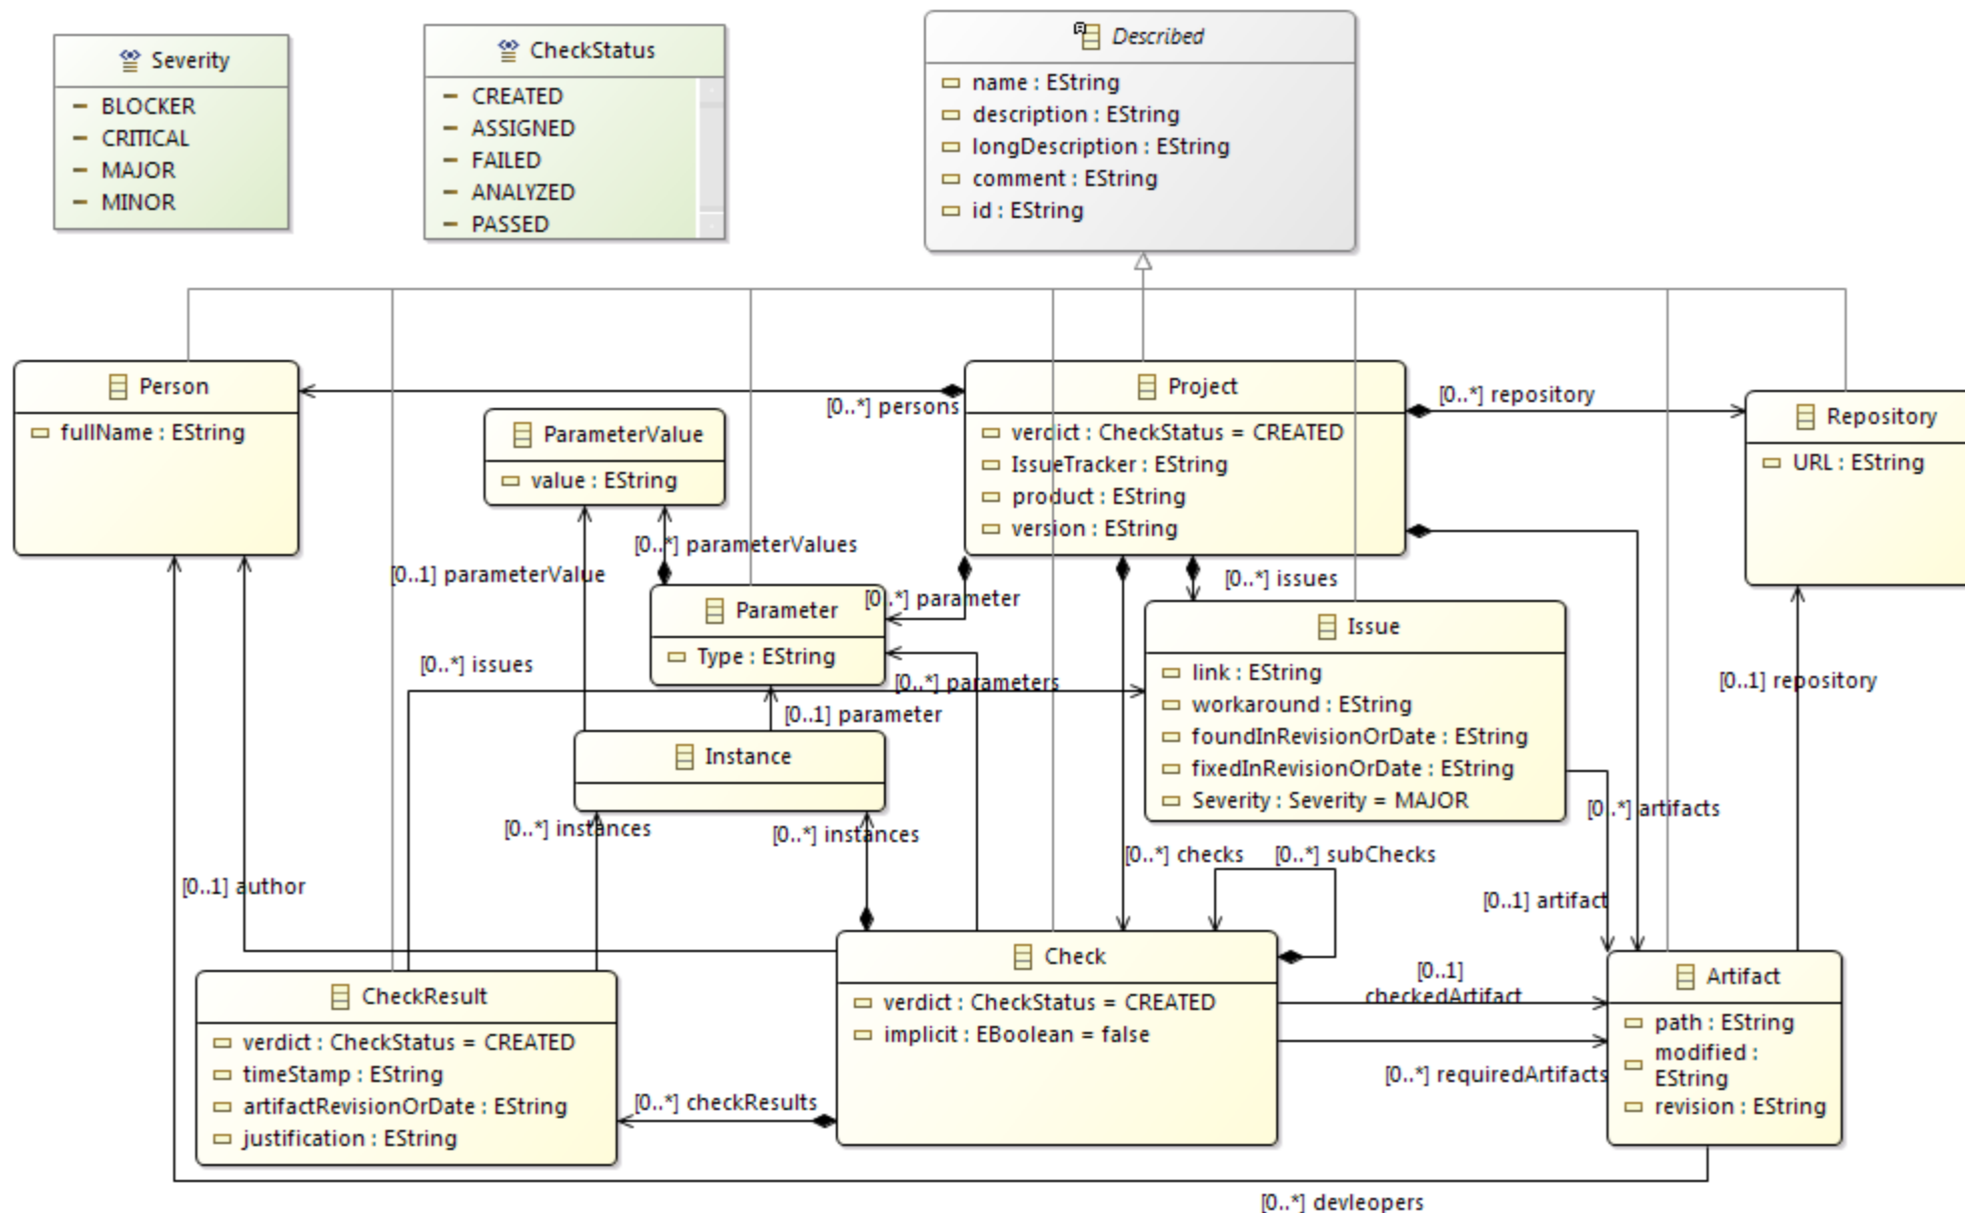 Severity
BLOCKER
CRITICAL
MAJOR
MINOR
CheckStatus
CREATED
ASSIGNED
FAILED
ANALYZED
PASSED
Described
name : EString
description : EString
longDescription : EString
comment : EString
id : EString
Person
fullName : EString
[0..*] persons
ParameterValue
value : EString
Project
verdict : CheckStatus = CREATED
IssueTracker : EString
product : EString
version : EString
[0..*] repository
Repository
URL : EString
[0..*] parameterValues
[0..1] parameterValue
[0..*] parameter
Parameter
Type : EString
[0..*] issues
[0..*] issues
[0..*] parameters
[0..1] parameter
Issue
link : EString
workaround : EString
foundInRevisionOrDate : EString
fixedInRevisionOrDate : EString
Severity : Severity = MAJOR
[0..1] repository
Instance
[0..*] instances
[0..*] instances
[0..*] artifacts
[0..*] checks
[0..*] subChecks
[0..1] author
[0..1] artifact
CheckResult
verdict : CheckStatus = CREATED
timeStamp : EString
artifactRevisionOrDate : EString
justification : EString
[0..*] checkResults
Check
verdict : CheckStatus = CREATED
implicit : EBoolean = false
[0..1]
checkedArtifact
[0..*] requiredArtifacts
Artifact
path : EString
modified :
EString
revision : EString
[0..*] devleopers